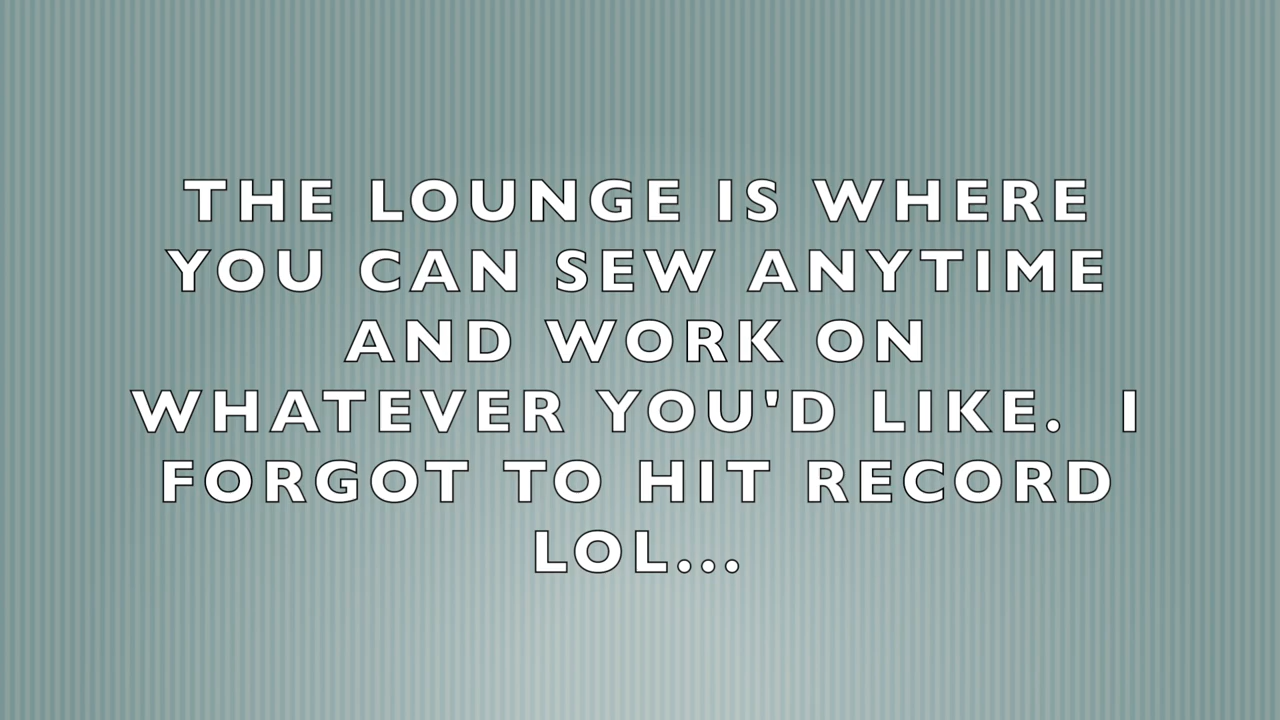 THE LOUNGE IS WHERE
YOU CAN SEW ANYTIME
AND WORK ON
WHATEVER YOU'D LIKE.  I
FORGOT TO HIT RECORD
LOL...